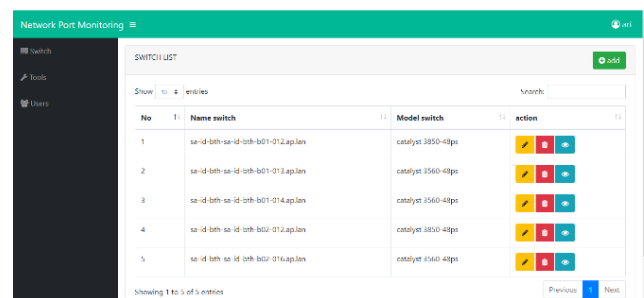 Network Port Monitoring
ari
Switch
Tools
Users
SWITCH LIST
add
Show 10 entries
Search:
No Name switch Model switch action
1 sa-id-bth-sa-id-bth-b01-012.ap.lan catalyst 3850-48ps
2 sa-id-bth-sa-id-bth-b01-013.ap.lan catalyst 3560-48ps
3 sa-id-bth-sa-id-bth-b01-014.ap.lan catalyst 3560-48ps
4 sa-id-bth-sa-id-bth-b02-012.ap.lan catalyst 3850-48ps
5 sa-id-bth-sa-id-bth-b02-016.ap.lan catalyst 3560-48ps
Showing 1 to 5 of 5 entries
Previous 1 Next